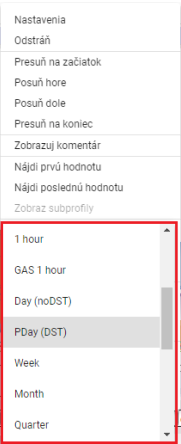 Nastavenia
Odstráň
Presuň na začiatok
Posuň hore
Posuň dole
Presuň na koniec
Zobrazuj komentár
Nájdi prvú hodnotu
Nájdi poslednú hodnotu
Zobraz subprofily
1 hour
GAS 1 hour
Day (noDST)
PDay (DST)
Week
Month
Quarter